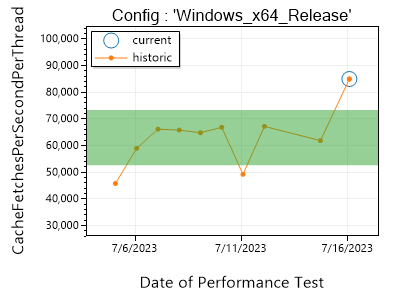 Config : 'Windows_x64_Release'
CacheFetchesPerSecondPerThread
current
historic
100,000
90,000
80,000
70,000
60,000
50,000
40,000
30,000
7/6/2023
7/11/2023
7/16/2023
Date of Performance Test